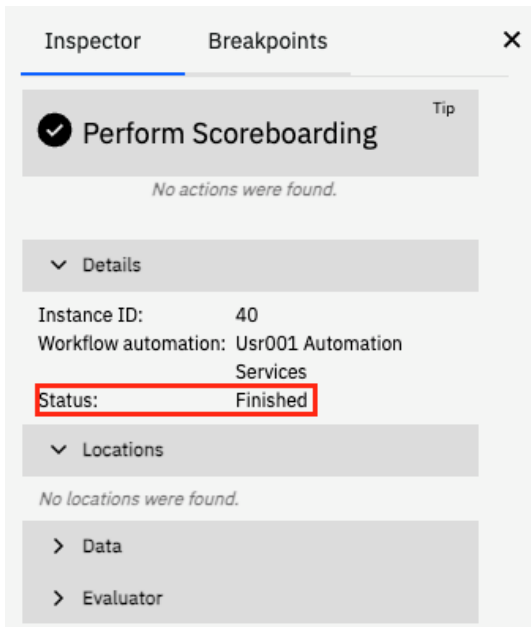 Inspector Breakpoints
Tip
Perform Scoreboarding
No actions were found.
Details
Instance ID: 40
Workflow automation: Usr001 Automation
Services
Status: Finished
Locations
No locations were found.
Data
Evaluator